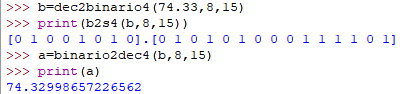 >>> b=dec2binario4(74.33,8,15)
>>> print(b2s4(b,8,15))
[0 1 0 0 1 0 1 0].[0 1 0 1 0 1 0 0 0 1 1 1 1 0 1]
>>> a=binario2dec4(b,8,15)
>>> print(a)
74.32998657226562